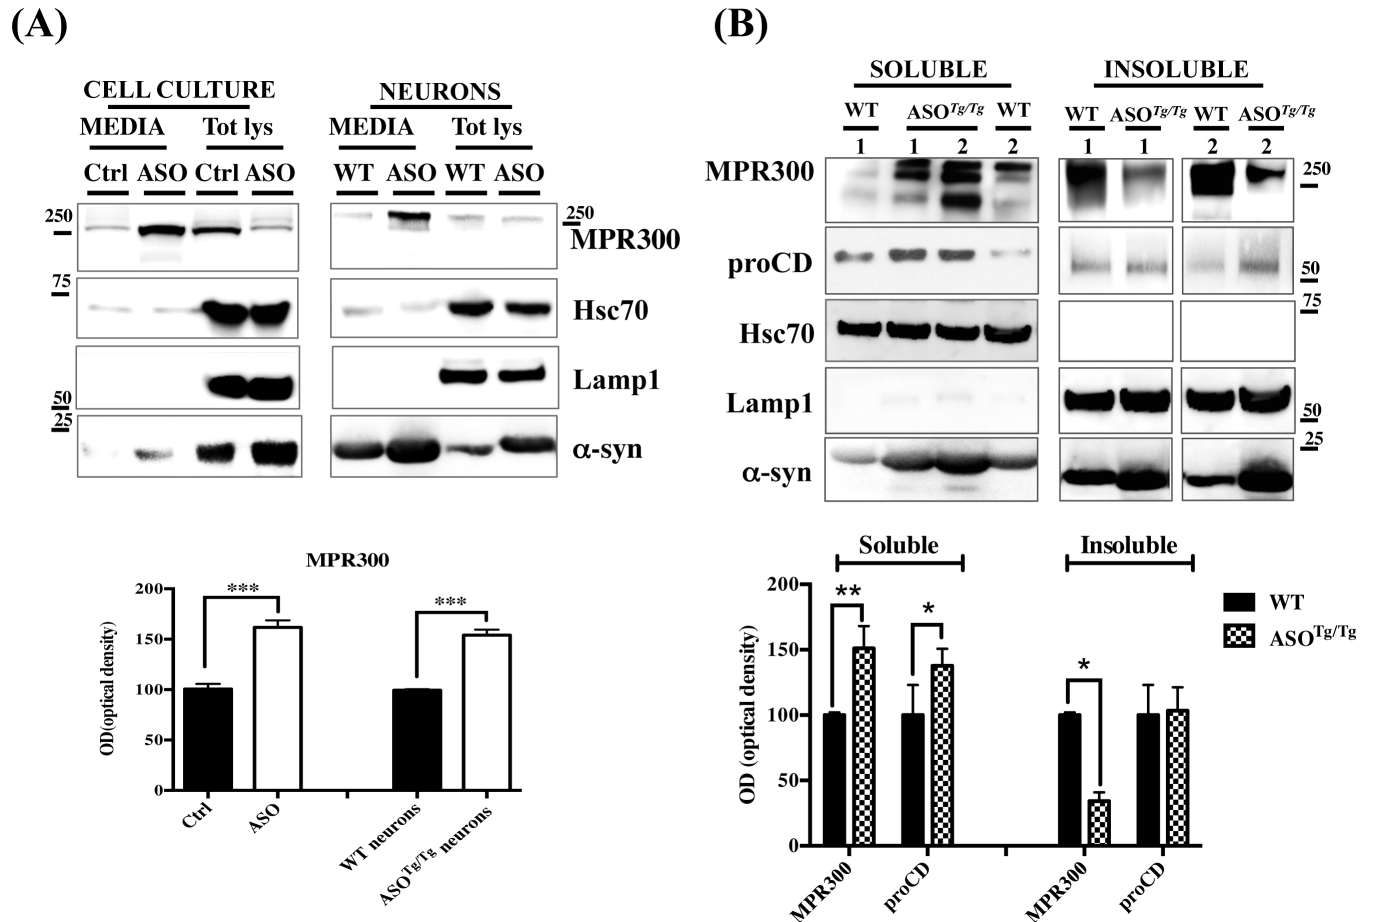 (A)
CELL CULTURE
NEURONS
MEDIA Tot lys
MEDIA Tot lys
Ctrl ASO Ctrl ASO
WT ASO WT ASO
250
250
MPR300
75
Hsc70
Lamp1
50
25
α-syn
MPR300
OD(optical density)
200
150
100
50
0
***
***
Ctrl
ASO
WT neurons
ASOTg/Tg neurons
(B)
SOLUBLE
INSOLUBLE
WT ASOTg/Tg WT
WT ASOTg/Tg WT ASOTg/Tg
1 1 2 2
1 1 2 2
MPR300
250
proCD
50
75
Hsc70
Lamp1
50
25
α-syn
Soluble
Insoluble
OD (optical density)
200
150
100
50
0
**
*
*
WT
ASOTg/Tg
MPR300
proCD
MPR300
proCD